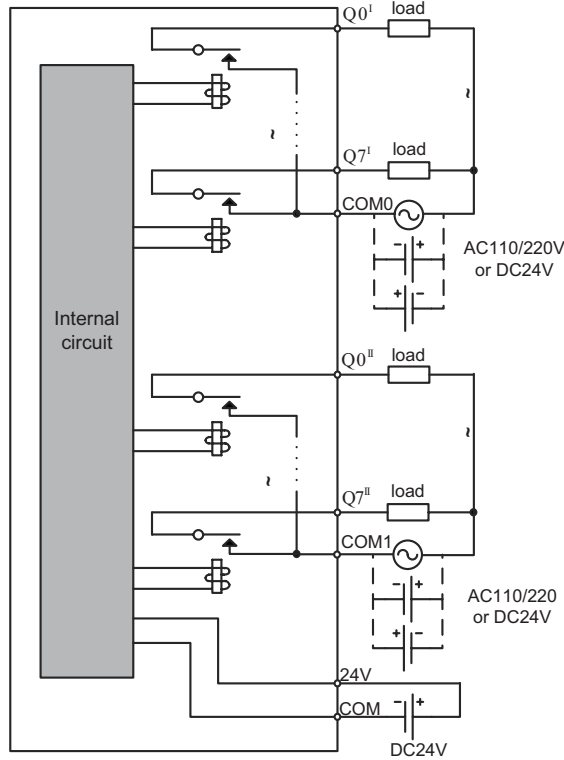 Q0ᴵ
load
~
~
Q7ᴵ
load
COM0
~
- +
+ -
AC110/220V
or DC24V
Internal
circuit
Q0ᴵᴵ
load
~
~
Q7ᴵᴵ
load
COM1
~
- +
+ -
AC110/220
or DC24V
24V
COM
- +
DC24V